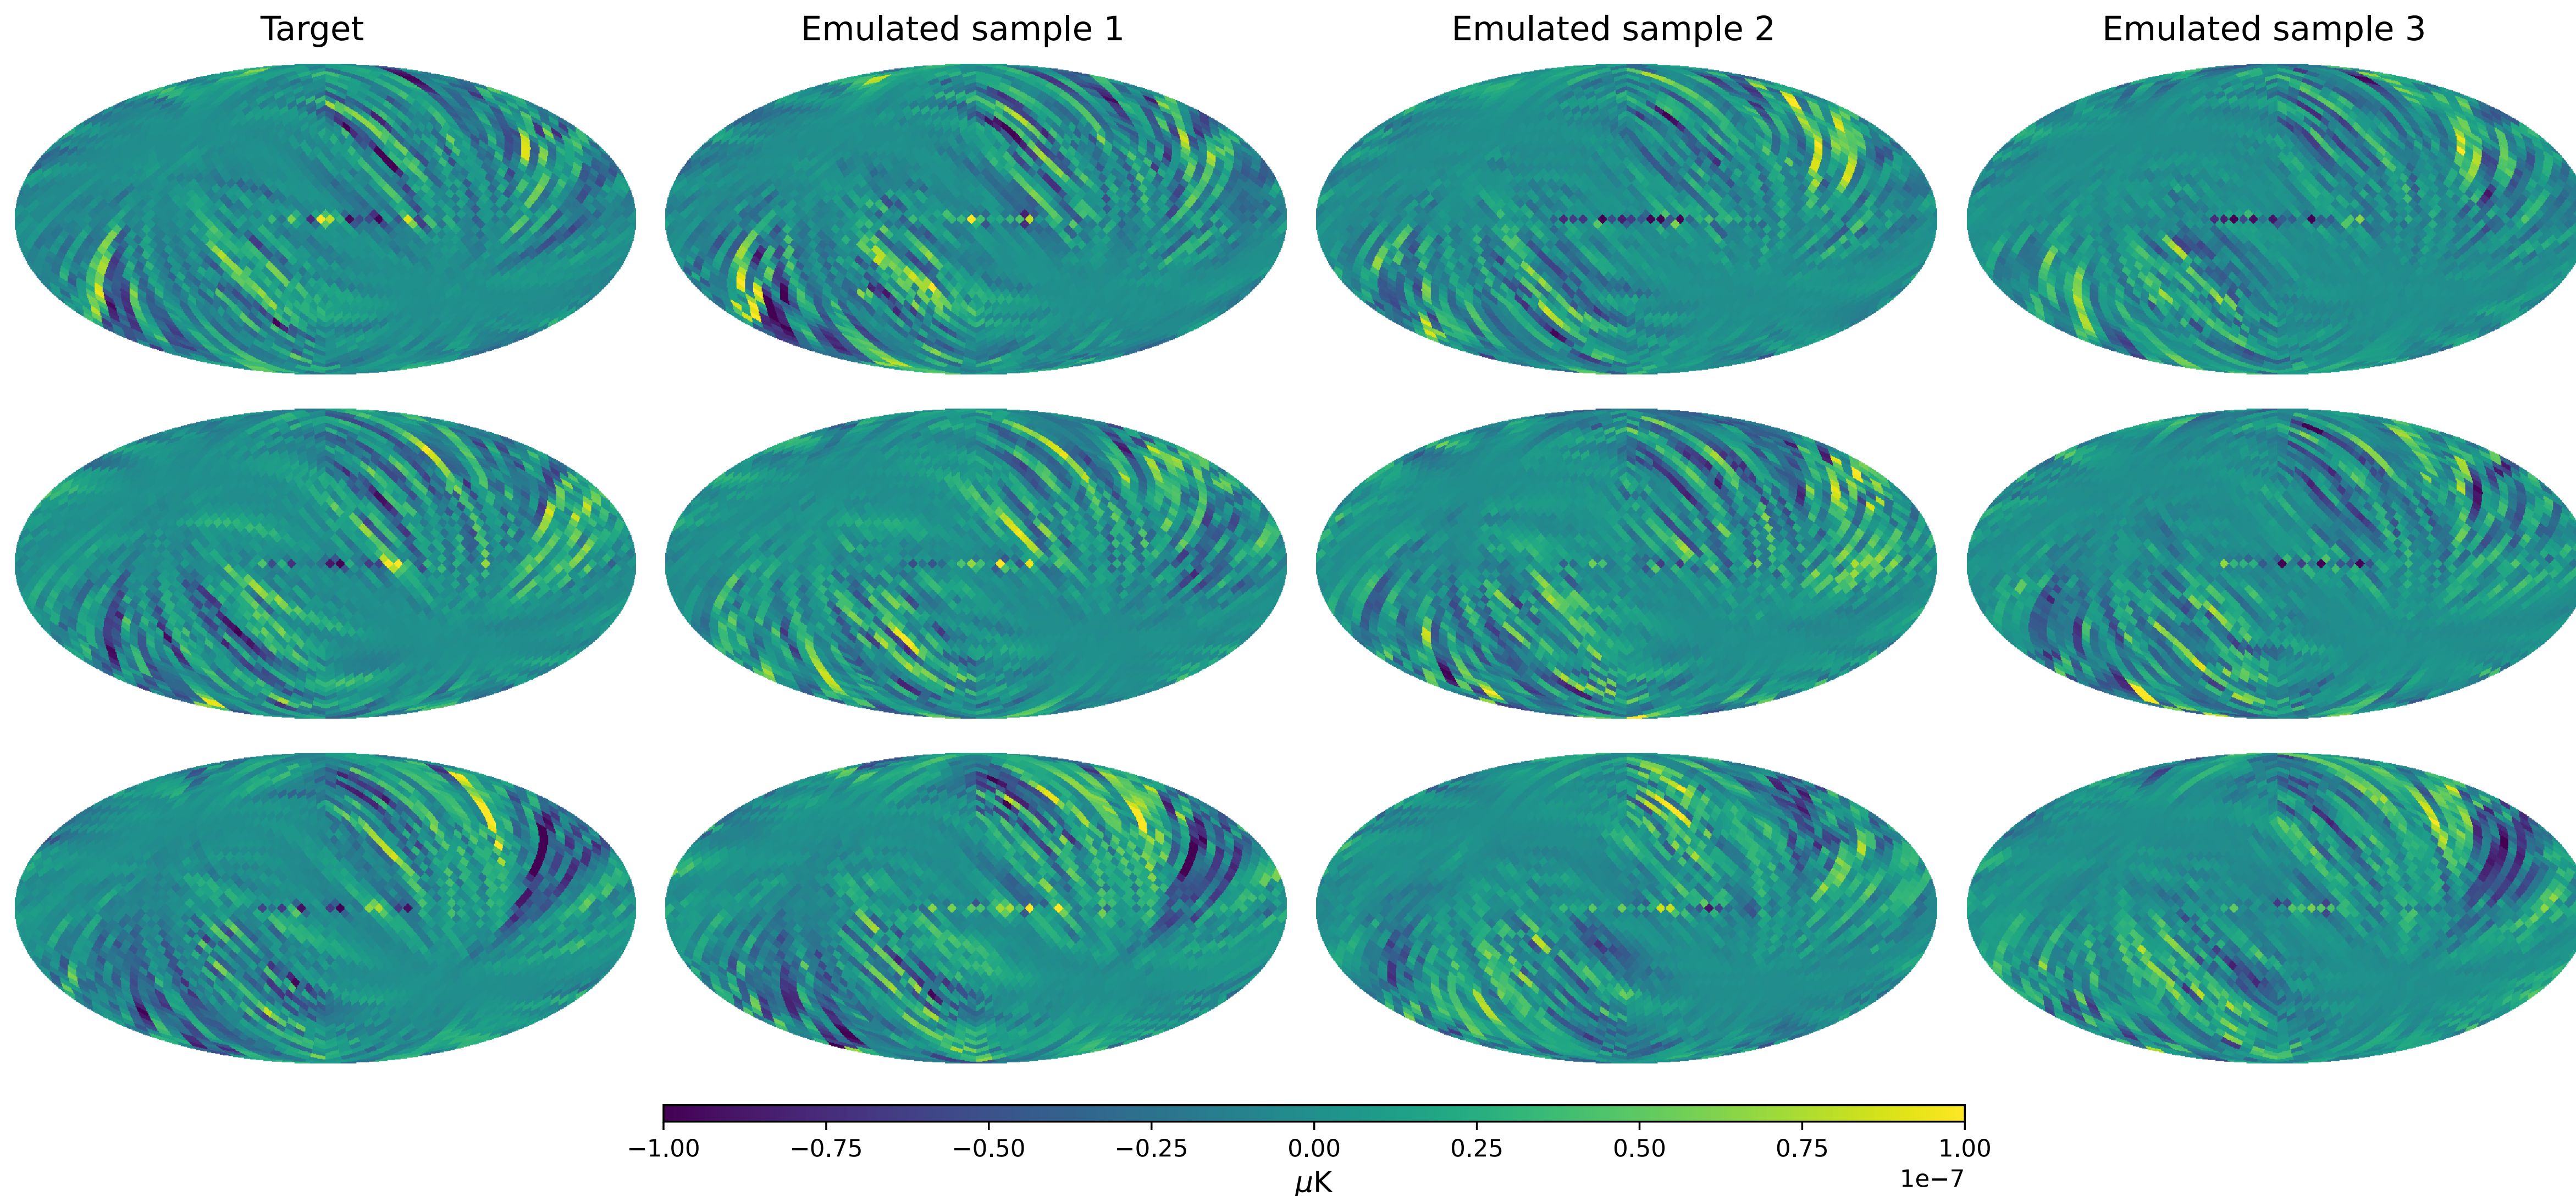 Target
Emulated sample 1
Emulated sample 2
Emulated sample 3
−1.00
−0.75
−0.50
−0.25
0.00
0.25
0.50
0.75
1.00
1e-7
μK